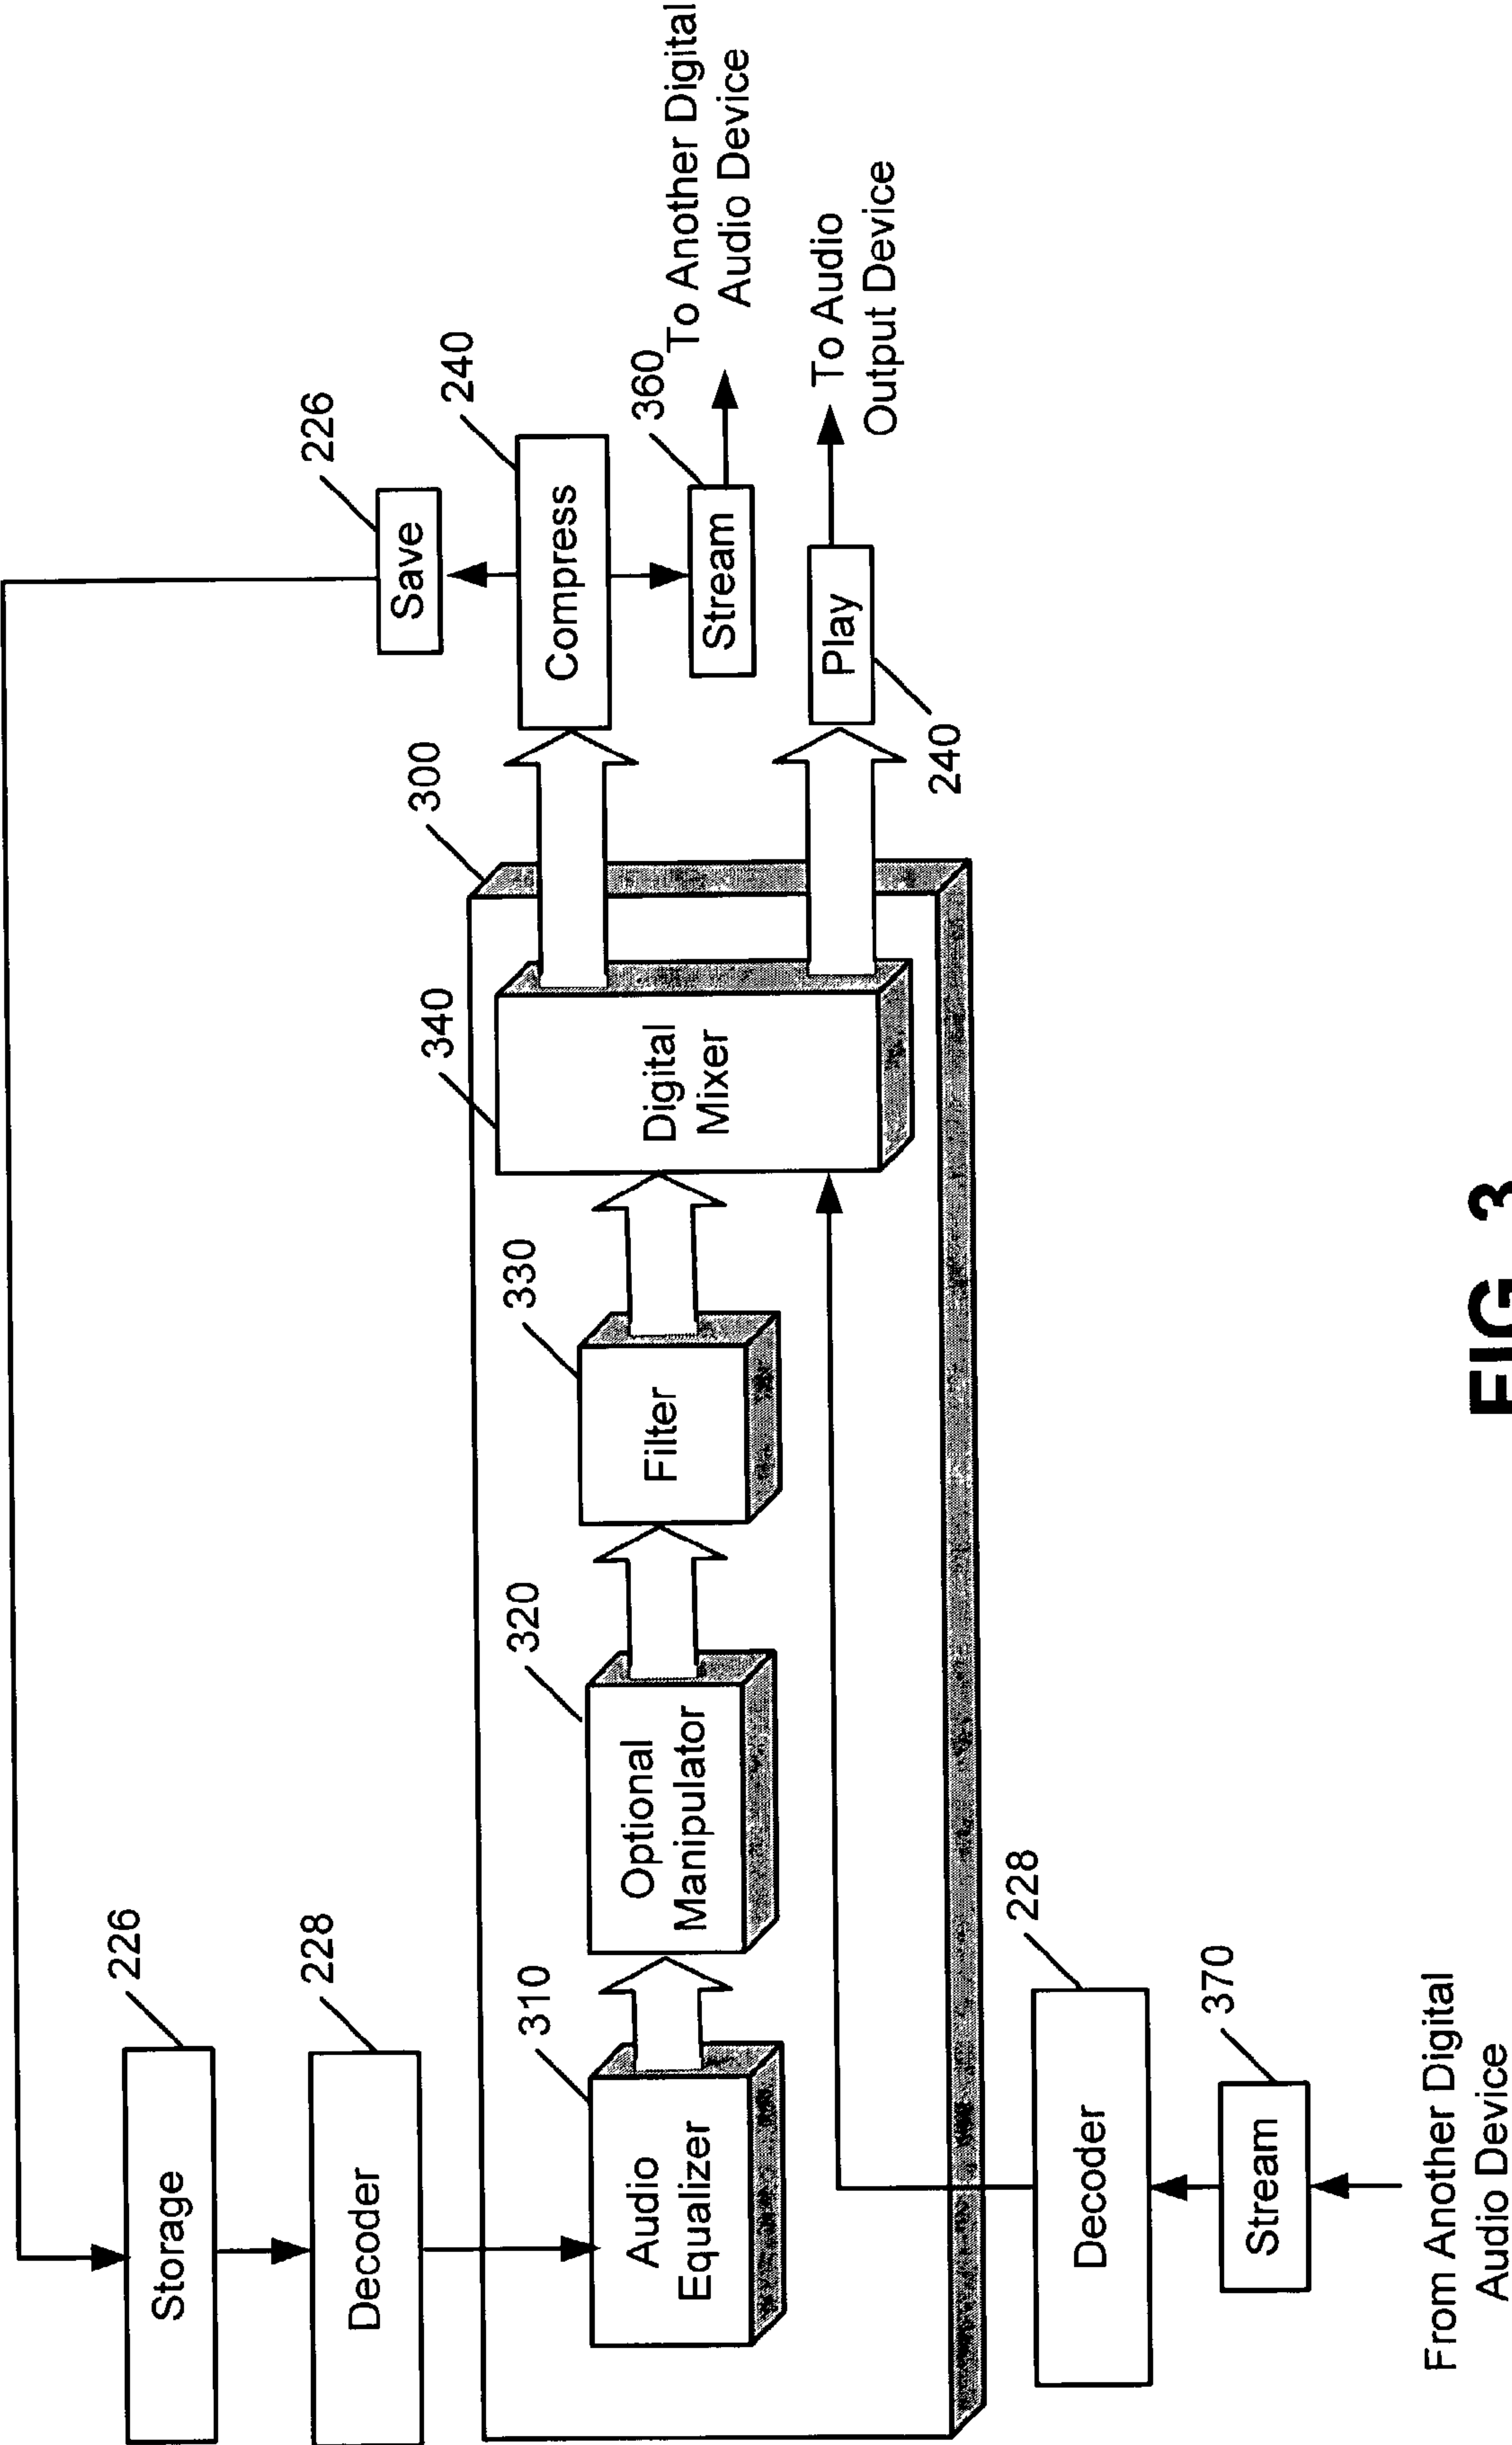 Storage
226
Decoder
228
Audio
Equalizer
310
Optional
Manipulator
320
Filter
330
Digital
Mixer
340
300
Save
226
Compress
240
Stream
360
To Another Digital
Audio Device
Play
240
To Audio
Output Device
Decoder
228
Stream
370
From Another Digital
Audio Device
FIG. 3